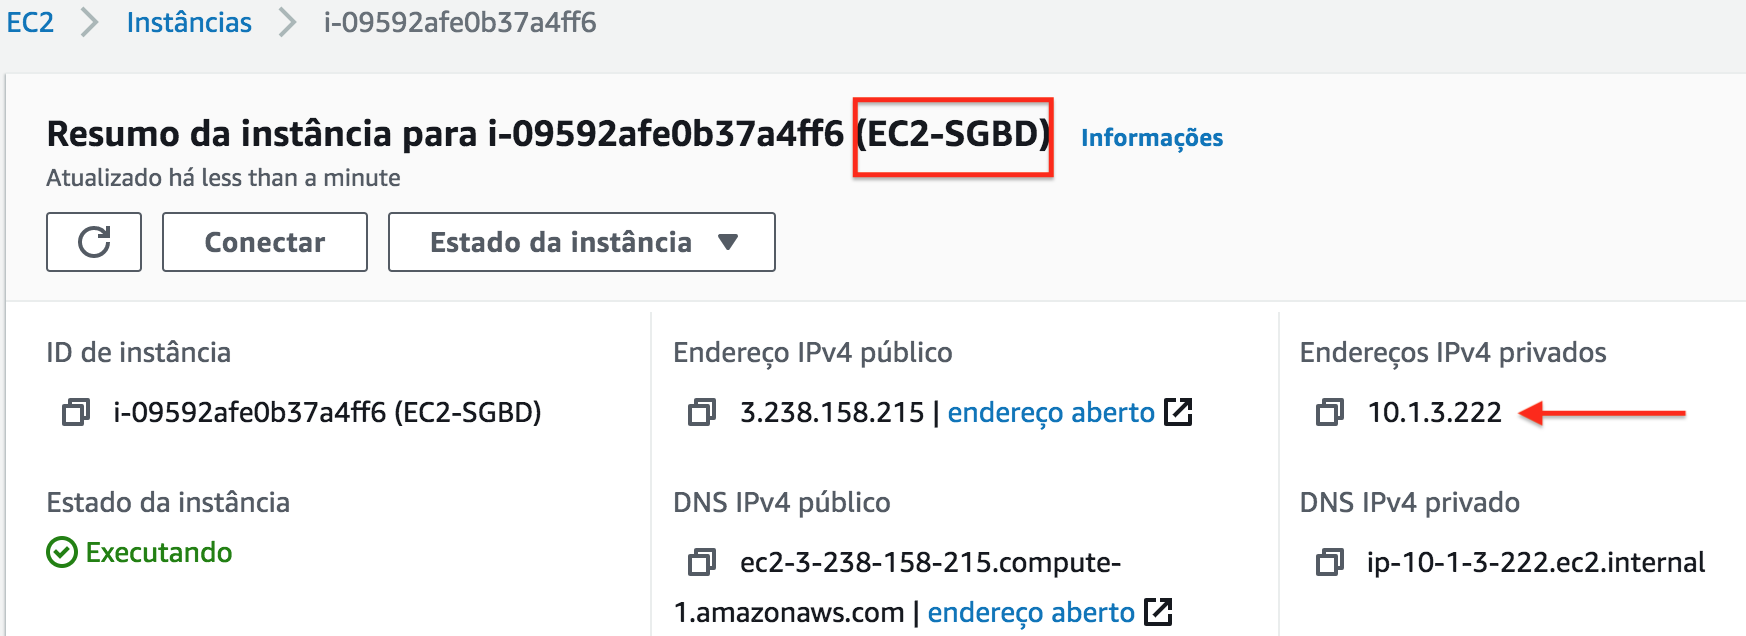 EC2 > Instâncias > i-09592afe0b37a4ff6
Resumo da instância para i-09592afe0b37a4ff6 (EC2-SGBD) Informações
Atualizado há less than a minute
Conectar
Estado da instância
ID de instância
i-09592afe0b37a4ff6 (EC2-SGBD)
Endereço IPv4 público
3.238.158.215 | endereço aberto
Endereços IPv4 privados
10.1.3.222
Estado da instância
Executando
DNS IPv4 público
ec2-3-238-158-215.compute-
1.amazonaws.com | endereço aberto
DNS IPv4 privado
ip-10-1-3-222.ec2.internal